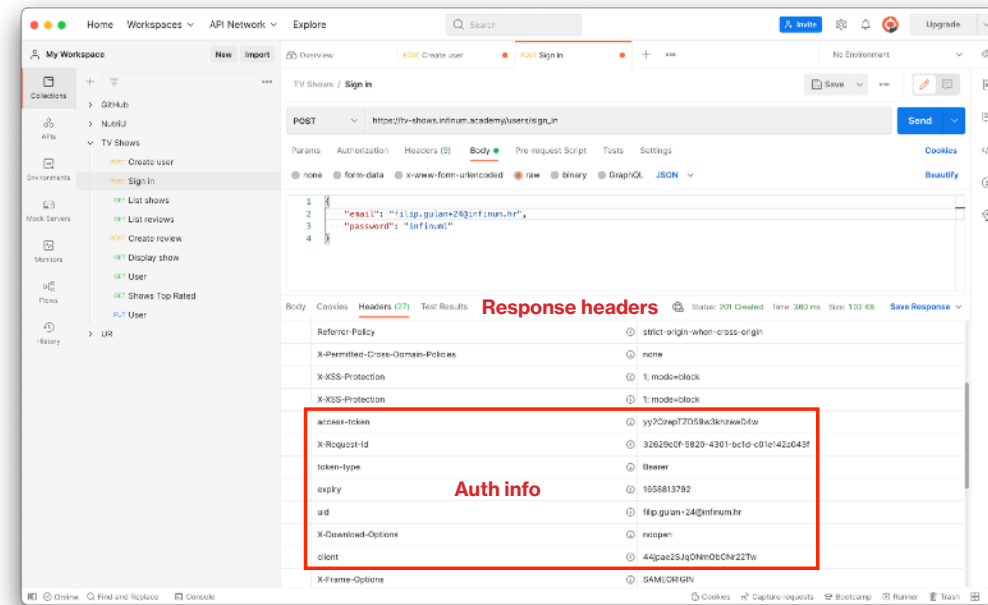 Home Workspaces API Network Explore Search Invite Upgrade
My Workspace New Import Overview POST Create user POST Sign in No Environment
Collections
APIs
Environments
Mock Servers
Monitors
Flows
History
GitHub
NutriU
TV Shows
POST Create user
POST Sign in
GET List shows
GET List reviews
POST Create review
GET Display show
GET User
GET Shows Top Rated
PUT User
UR
TV Shows / Sign in Save
POST https://tv-shows.infinum.academy/users/sign_in Send
Params Authorization Headers (9) Body Pre-request Script Tests Settings Cookies
none form-data x-www-form-urlencoded raw binary GraphQL JSON Beautify
1 {
2 "email": "filip.gulan+24@infinum.hr",
3 "password": "infinum1"
4 }
Body Cookies Headers (27) Test Results Response headers Status: 201 Created Time: 360 ms Size: 1.02 KB Save Response
Referrer-Policy strict-origin-when-cross-origin
X-Permitted-Cross-Domain-Policies none
X-XSS-Protection 1; mode=block
X-XSS-Protection 1; mode=block
access-token yy2OzepTZDS9w3khzawD4w
X-Request-Id 32629c0f-5820-4301-bc1d-c01e142a043f
token-type Bearer
expiry 1658813792
Auth info
uid filip.gulan+24@infinum.hr
X-Download-Options noopen
client 44jpae2SJqONmObCNr22Tw
X-Frame-Options SAMEORIGIN
Online Find and Replace Console Cookies Capture requests Bootcamp Runner Trash